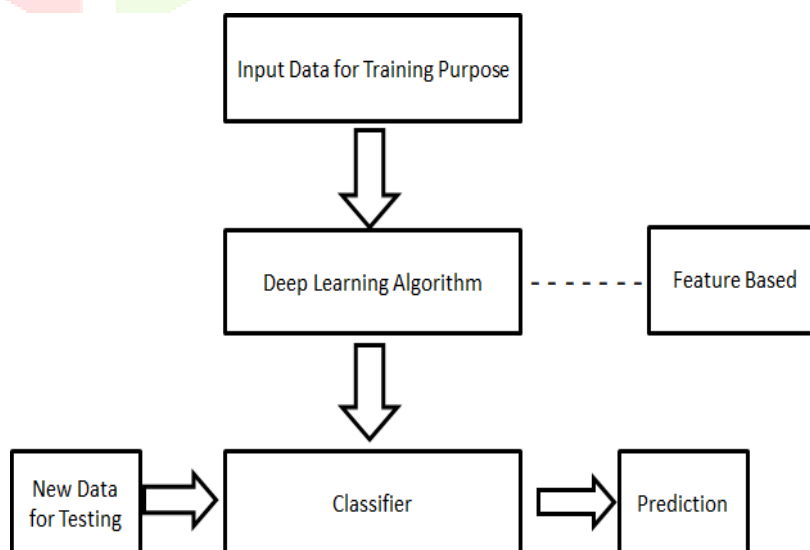 Input Data for Training Purpose
Deep Learning Algorithm
Feature Based
New Data
for Testing
Classifier
Prediction